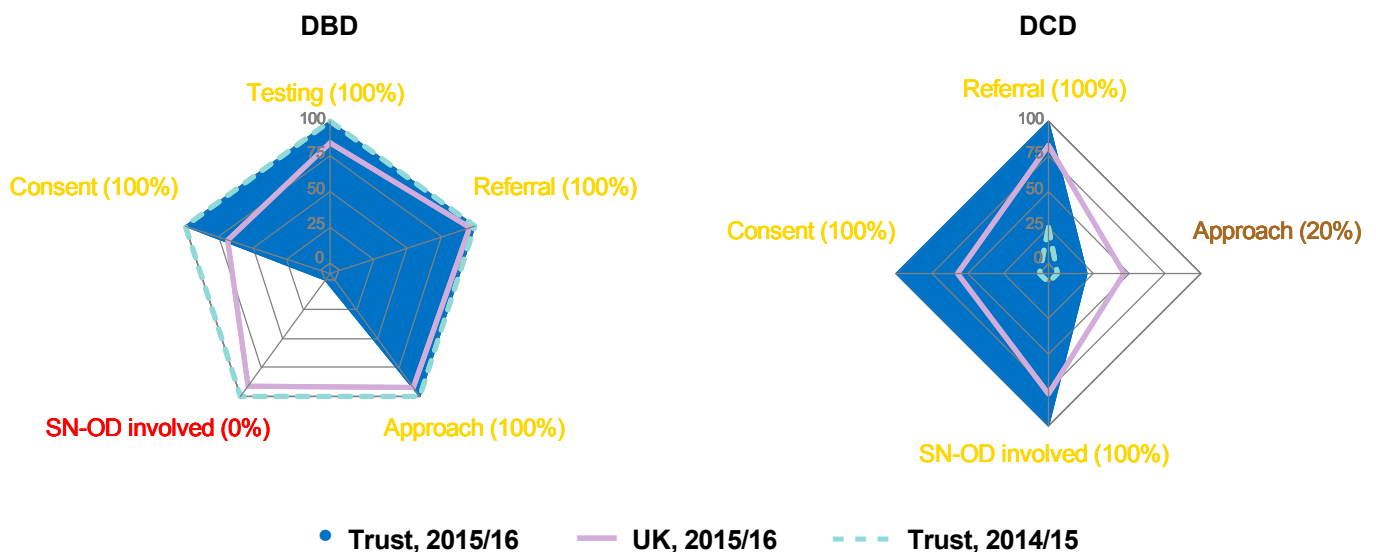 DBD
DCD
Testing (100%)
Referral (100%)
100
75
50
25
0
100
75
50
25
0
Consent (100%)
Referral (100%)
Consent (100%)
Approach (20%)
SN-OD involved (0%)
Approach (100%)
SN-OD involved (100%)
Trust, 2015/16
UK, 2015/16
Trust, 2014/15